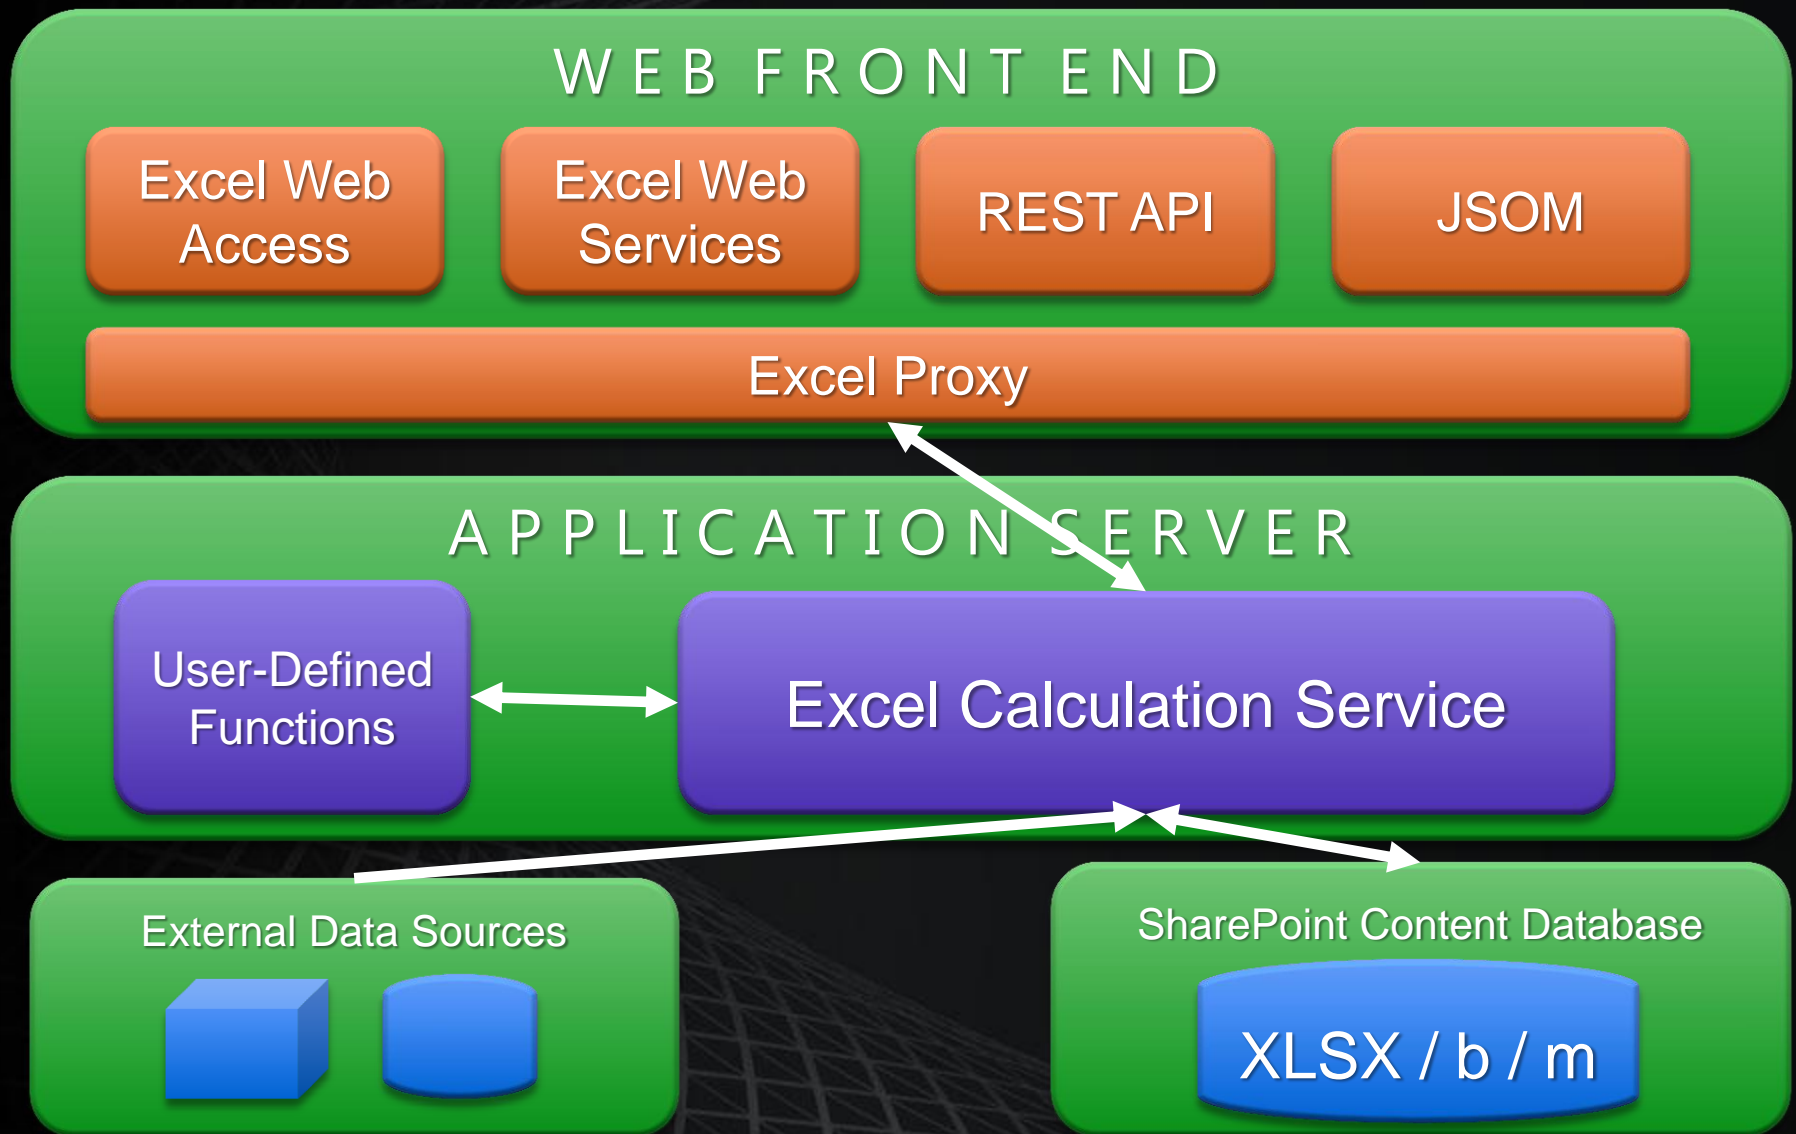 WEB FRONT END
Excel Web
Access
Excel Web
Services
REST API
JSOM
Excel Proxy
APPLICATION SERVER
User-Defined
Functions
Excel Calculation Service
External Data Sources
SharePoint Content Database
XLSX / b / m